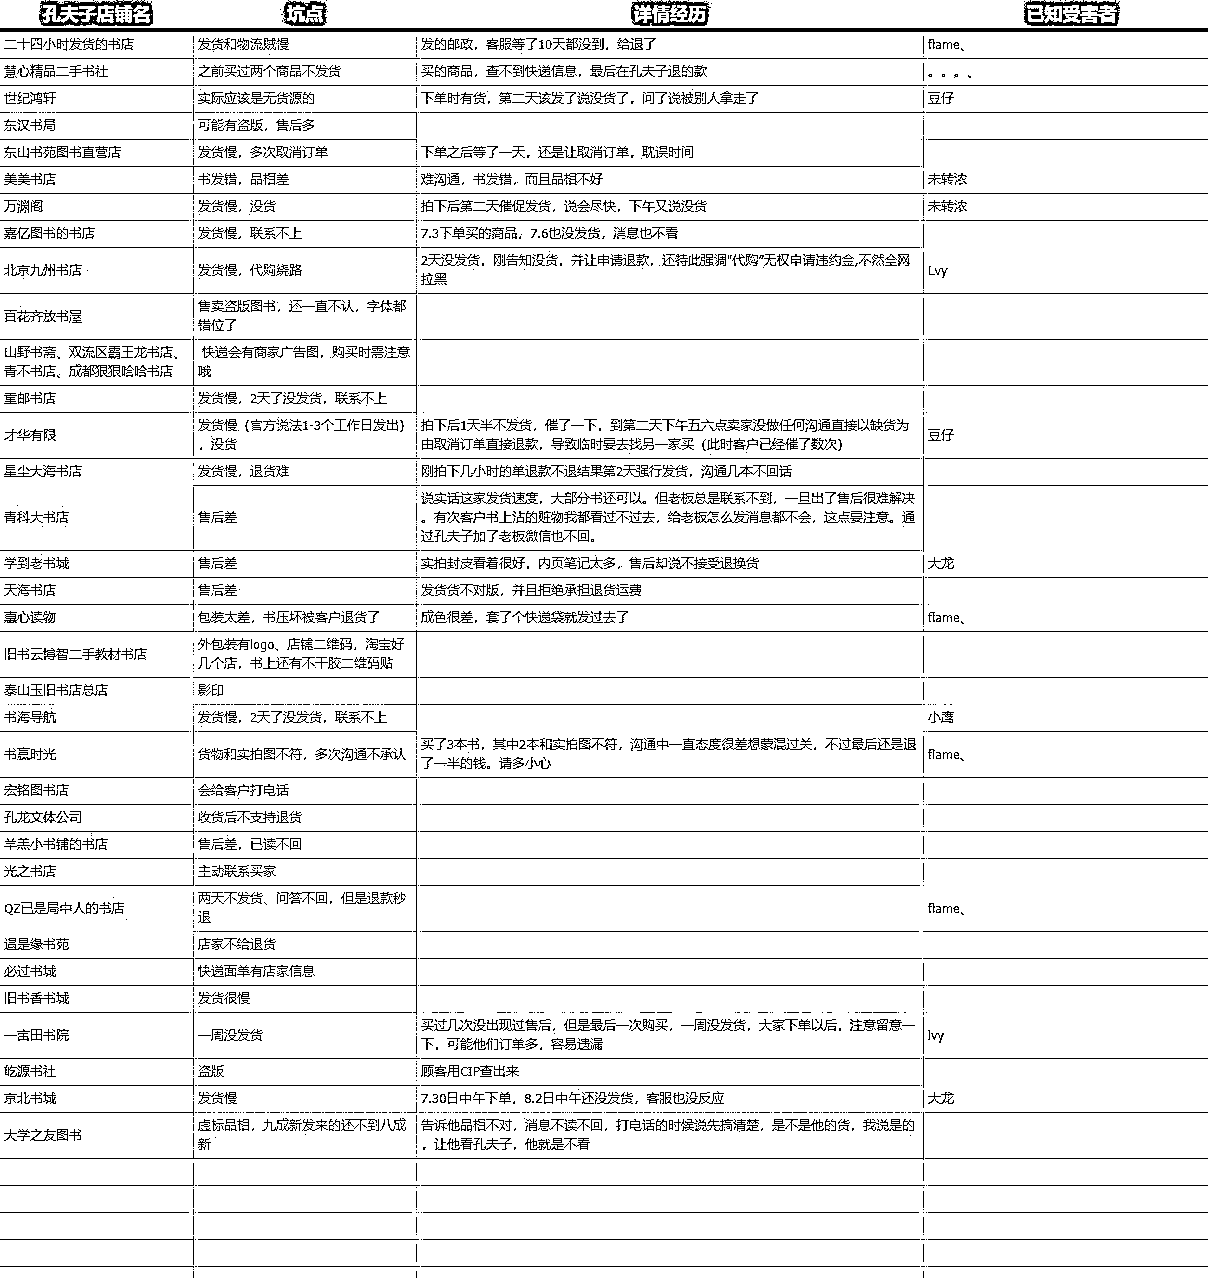 孔夫子店铺名 坑点 详情经历 已知受害者
二十四小时发货的书店 发货和物流贼慢 发的邮政，客服等了10天都没到，给退了 flame、
慧心精品二手书社 之前买过两个商品不发货 买的商品，查不到快递信息，最后在孔夫子退的款 。。。、
世纪鸿轩 实际应该是无货源的 下单时有货，第二天该发了说没货了，问了说被别人拿走了 豆仔
东汉书局 可能有盗版，售后多
东山书苑图书直营店 发货慢，多次取消订单 下单之后等了一天，还是让取消订单，耽误时间
美美书店 书发错，品相差 难沟通，书发错，而且品相不好 未转浓
万渊阁 发货慢，没货 拍下后第二天催促发货，说会尽快，下午又说没货 未转浓
嘉亿图书的书店 发货慢，联系不上 7.3下单买的商品，7.6也没发货，消息也不看
北京九州书店 发货慢，代购绕路 2天没发货，刚告知没货，并让申请退款，还特此强调"代购"无权申请违约金,不然全网
拉黑 Lvy
百花齐放书屋 售卖盗版图书，还一直不认，字体都
错位了
山野书斋、双流区霸王龙书店、
青不书店、成都狠狠哈哈书店 快递会有商家广告图，购买时需注意
哦
重邮书店 发货慢，2天了没发货，联系不上
才华有限 发货慢（官方说法1-3个工作日发出）
，没货 拍下后1天半不发货，催了一下，到第二天下午五六点卖家没做任何沟通直接以缺货为
由取消订单直接退款，导致临时要去找另一家买（此时客户已经催了数次） 豆仔
星尘大海书店 发货慢，退货难 刚拍下几小时的单退款不退结果第2天强行发货，沟通几本不回话
青科大书店 售后差 说实话这家发货速度，大部分书还可以。但老板总是联系不到，一旦出了售后很难解决
。有次客户书上沾的赃物我都看过不过去，给老板怎么发消息都不会，这点要注意。通
过孔夫子加了老板微信也不回。
学到老书城 售后差 实拍封皮看着很好，内页笔记太多，售后却说不接受退换货 大龙
天海书店 售后差 发货货不对版，并且拒绝承担退货运费
惠心读物 包装太差，书压坏被客户退货了 成色很差，套了个快递袋就发过去了 flame、
旧书云博智二手教材书店 外包装有logo、店铺二维码，淘宝好
几个店，书上还有不干胶二维码贴
泰山玉旧书店总店 影印
书海导航 发货慢，2天了没发货，联系不上 小湾
书赢时光 货物和实拍图不符，多次沟通不承认 买了3本书，其中2本和实拍图不符，沟通中一直态度很差想蒙混过关，不过最后还是退
了一半的钱。请多小心 flame、
宏铭图书店 会给客户打电话
孔龙文体公司 收货后不支持退货
羊羔小书铺的书店 售后差，已读不回
光之书店 主动联系买家
QZ已是局中人的书店 两天不发货、问答不回，但是退款秒
退 flame、
追是缘书苑 店家不给退货
必过书城 快递面单有店家信息
旧书香书城 发货很慢
一亩田书院 一周没发货 买过几次没出现过售后，但是最后一次购买，一周没发货，大家下单以后，注意留意一
下，可能他们订单多，容易遗漏 lvy
乾源书社 盗版 顾客用CIP查出来
京北书城 发货慢 7.30日中午下单，8.2日中午还没发货，客服也没反应 大龙
大学之友图书 虚标品相，九成新发来的还不到八成
新 告诉他品相不对，消息不读不回，打电话的时候说先搞清楚，是不是他的货，我说是的
，让他看孔夫子，他就是不看